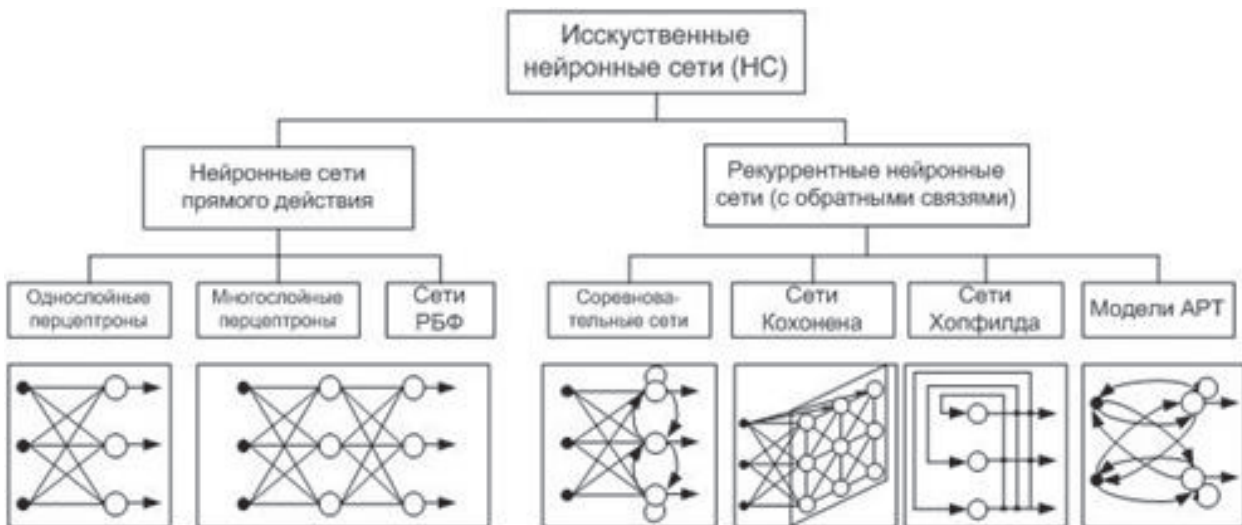 Исскуственные
нейронные сети (НС)
Нейронные сети
прямого действия
Рекуррентные нейронные
сети (с обратными связями)
Однослойные
перцептроны
Многослойные
перцептроны
Сети
РБФ
Соревнова-
тельные сети
Сети
Кохонена
Сети
Хопфилда
Модели АРТ